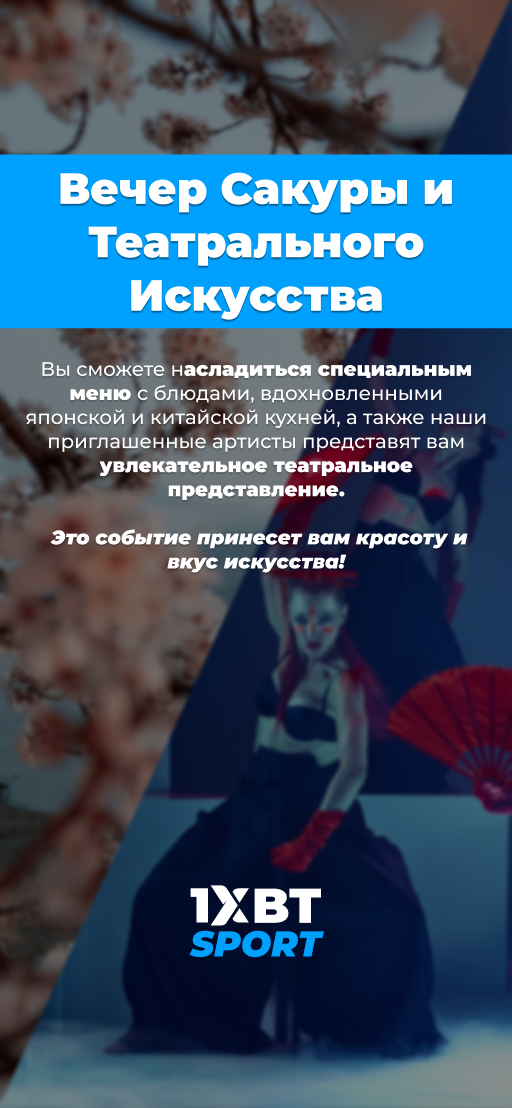 Вечер Сакуры и
Театрального
Искусства
Вы сможете насладиться специальным
меню с блюдами, вдохновленными
японской и китайской кухней, а также наши
приглашенные артисты представят вам
увлекательное театральное
представление.
Это событие принесет вам красоту и
вкус искусства!
1XBT
SPORT